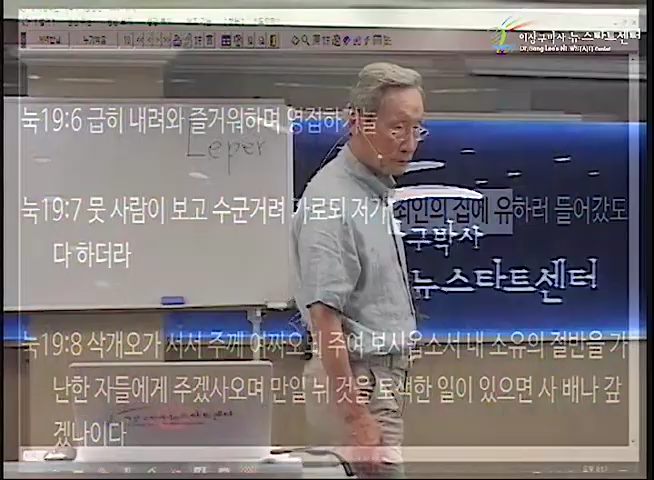 이상구박사 뉴스타트센터
Dr. Sang Lee's NEWSTART Center
눅19:6 급히 내려와 즐거워하며 영접하거늘
Leper
눅19:7 뭇 사람이 보고 수군거려 가로되 저가 죄인의 집에 유하러 들어갔도
다 하더라
구박사
뉴스타트센터
눅19:8 삭개오가 서서 주께 여짜오되 주여 보시옵소서 내 소유의 절반을 가
난한 자들에게 주겠사오며 만일 뉘 것을 토색한 일이 있으면 사 배나 갚
겠나이다